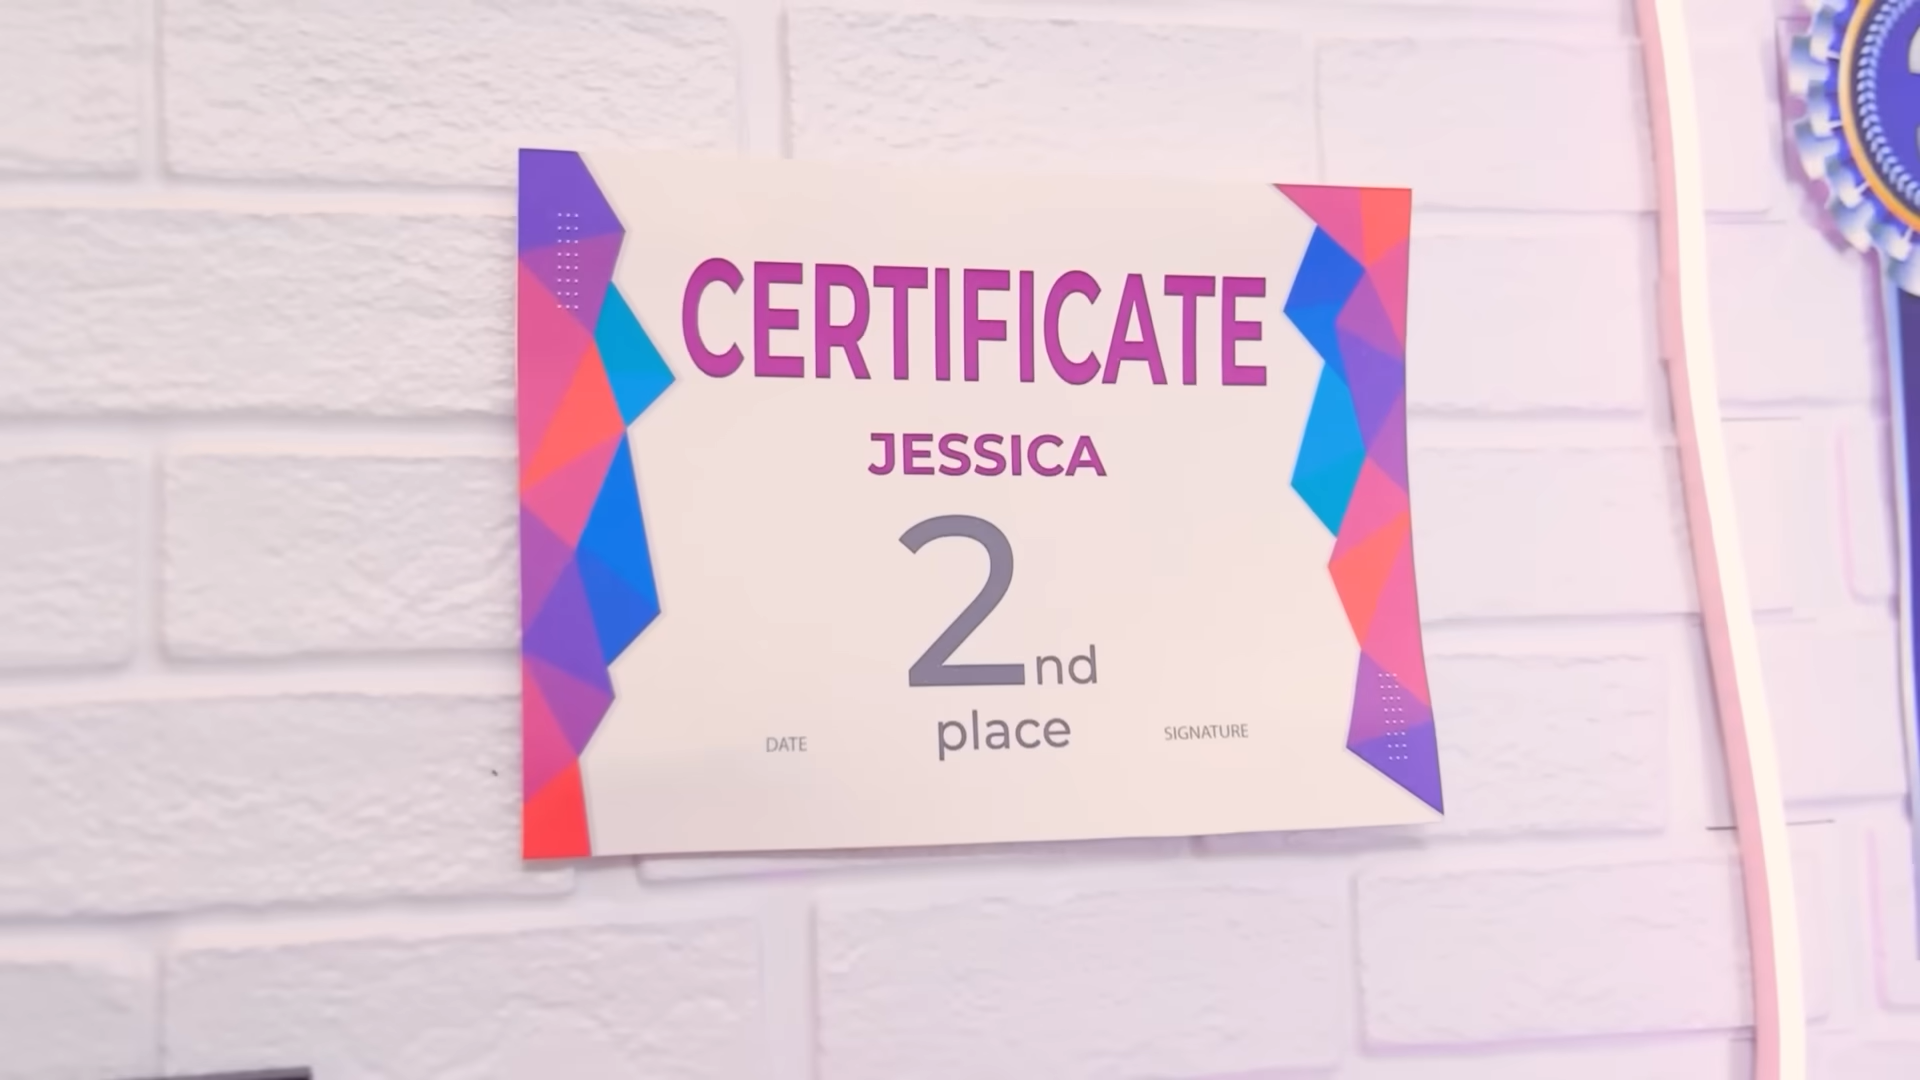 CERTIFICATE
JESSICA
2nd
place
DATE
SIGNATURE